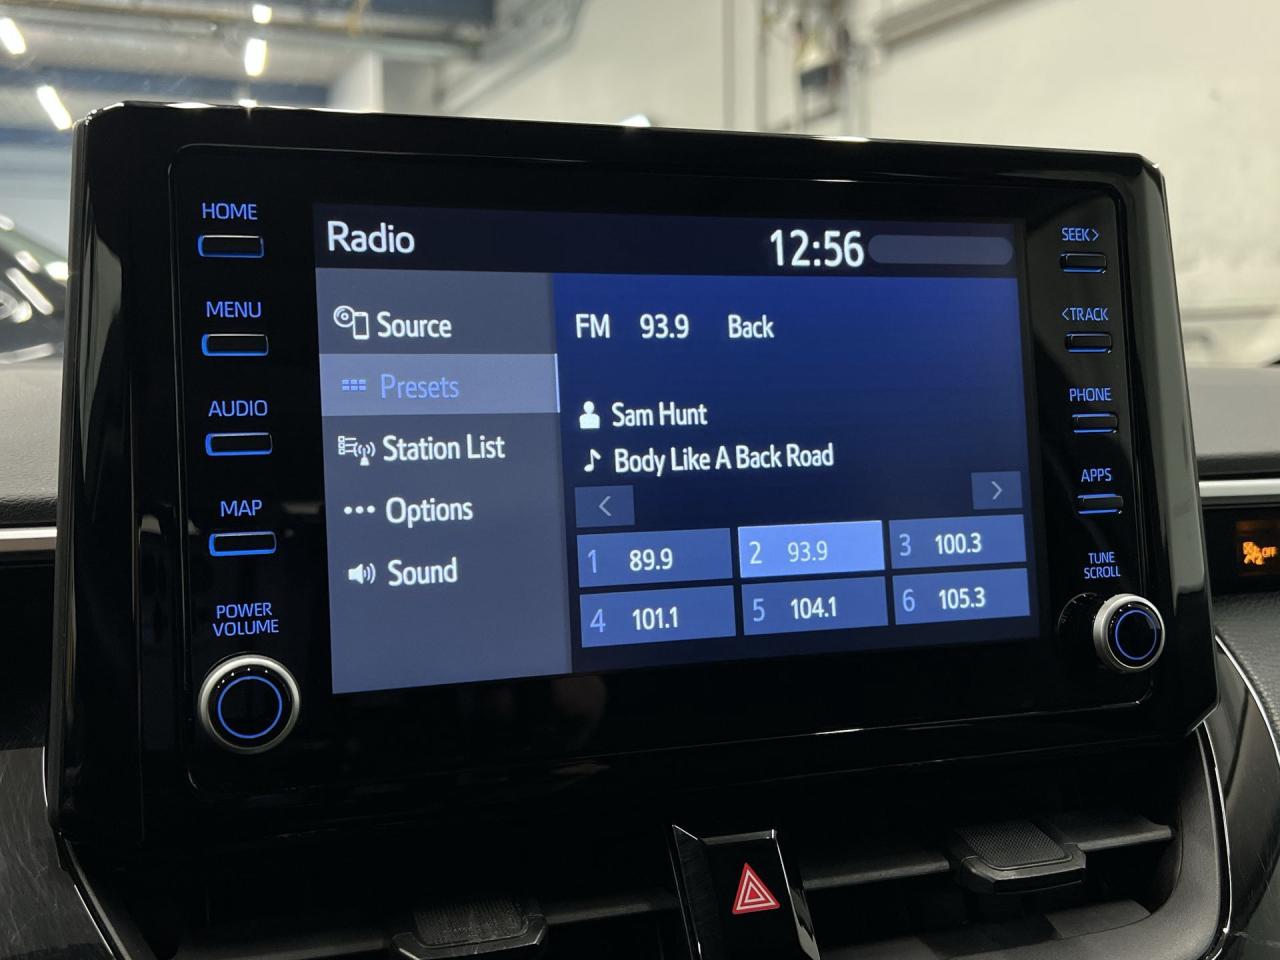 HOME
MENU
AUDIO
MAP
POWER
VOLUME
Radio
12:56
Source
Presets
Station List
Options
Sound
FM 93.9 Back
Sam Hunt
Body Like A Back Road
<
>
1 89.9
2 93.9
3 100.3
4 101.1
5 104.1
6 105.3
SEEK>
<TRACK
PHONE
APPS
TUNE
SCROLL
OFF